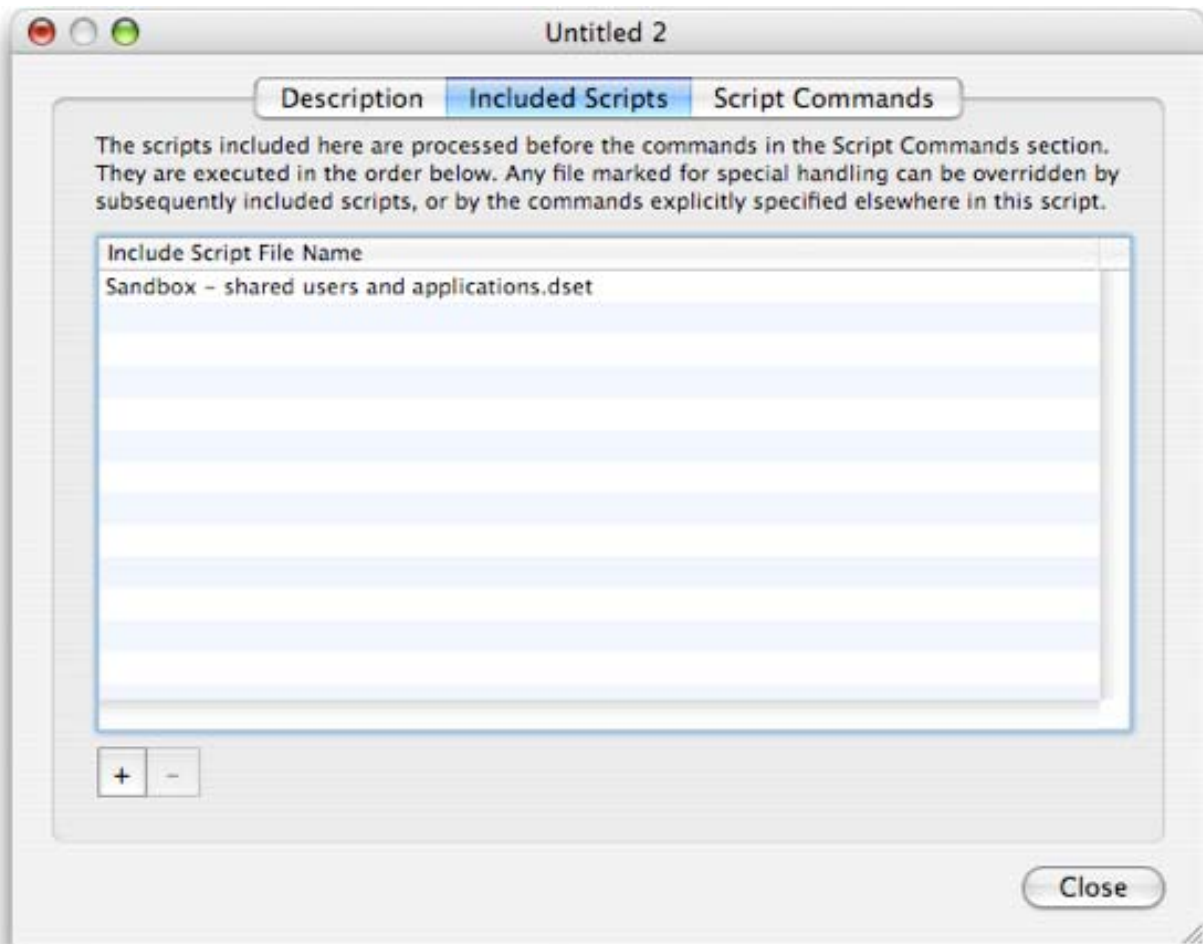 Untitled 2
Description Included Scripts Script Commands
The scripts included here are processed before the commands in the Script Commands section.
They are executed in the order below. Any file marked for special handling can be overridden by
subsequently included scripts, or by the commands explicitly specified elsewhere in this script.
Include Script File Name
Sandbox – shared users and applications.dset
+ –
Close